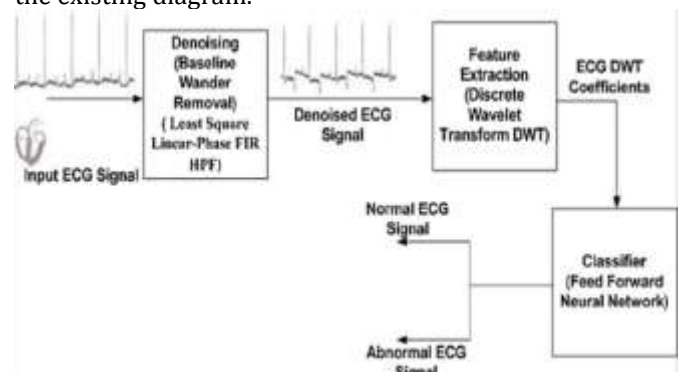 the existing diagram.
Denoising
(Baseline
Wander
Removal)
( Least Square
Linear-Phase FIR
HPF)
Input ECG Signal
Denoised ECG
Signal
Feature
Extraction
(Discrete
Wavelet
Transform DWT)
ECG DWT
Coefficients
Classifier
(Feed Forward
Neural Network)
Normal ECG
Signal
Abnormal ECG
Signal